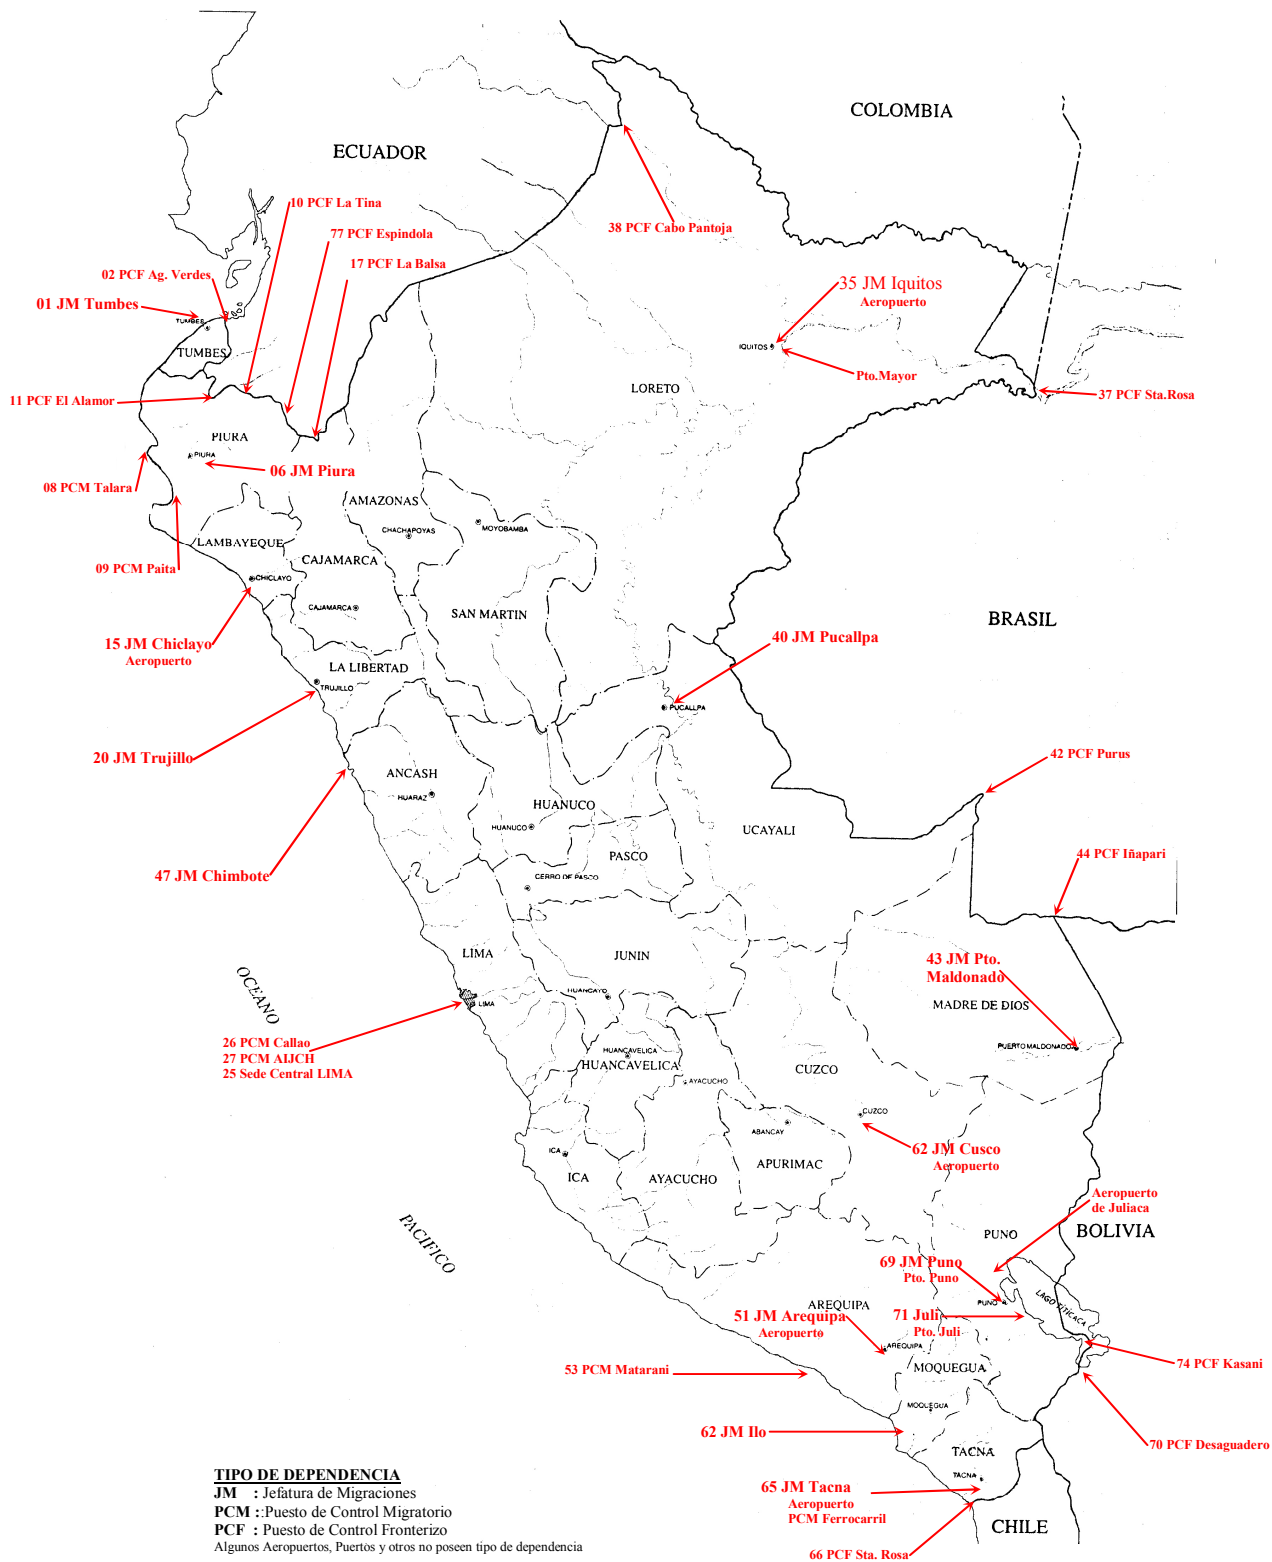 COLOMBIA
ECUADOR
10 PCF La Tina
38 PCF Cabo Pantoja
77 PCF Espindola
17 PCF La Balsa
02 PCF Ag. Verdes
01 JM Tumbes
TUMBES
TUMBES
35 JM Iquitos
Aeropuerto
IQUITOS
Pto.Mayor
LORETO
37 PCF Sta.Rosa
11 PCF El Alamor
PIURA
PIURA
06 JM Piura
08 PCM Talara
AMAZONAS
CHACHAPOYAS
MOYOBAMBA
LAMBAYEQUE
CAJAMARCA
09 PCM Paita
CHICLAYO
CAJAMARCA
SAN MARTIN
BRASIL
15 JM Chiclayo
Aeropuerto
40 JM Pucallpa
LA LIBERTAD
TRUJILLO
PUCALLPA
20 JM Trujillo
42 PCF Purus
ANCASH
HUARAZ
HUANUCO
HUANUCO
UCAYALI
PASCO
44 PCF Iñapari
47 JM Chimbote
CERRO DE PASCO
LIMA
JUNIN
43 JM Pto.
Maldonado
OCEANO
HUANCAYO
LIMA
MADRE DE DIOS
26 PCM Callao
27 PCM AIJCH
25 Sede Central LIMA
PUERTO MALDONADO
HUANCAVELICA
HUANCAVELICA
CUZCO
AYACUCHO
CUZCO
ABANCAY
62 JM Cusco
Aeropuerto
ICA
ICA
APURIMAC
AYACUCHO
Aeropuerto
de Juliaca
PACIFICO
PUNO
BOLIVIA
69 JM Puno
Pto. Puno
PUNO
LAGO TITICACA
AREQUIPA
51 JM Arequipa
Aeropuerto
71 Juli
Pto. Juli
AREQUIPA
74 PCF Kasani
53 PCM Matarani
MOQUEGUA
MOQUEGUA
62 JM Ilo
70 PCF Desaguadero
TACNA
TACNA
65 JM Tacna
Aeropuerto
PCM Ferrocarril
CHILE
66 PCF Sta. Rosa
TIPO DE DEPENDENCIA
JM : Jefatura de Migraciones
PCM ::Puesto de Control Migratorio
PCF : Puesto de Control Fronterizo
Algunos Aeropuertos, Puertos y otros no poseen tipo de dependencia